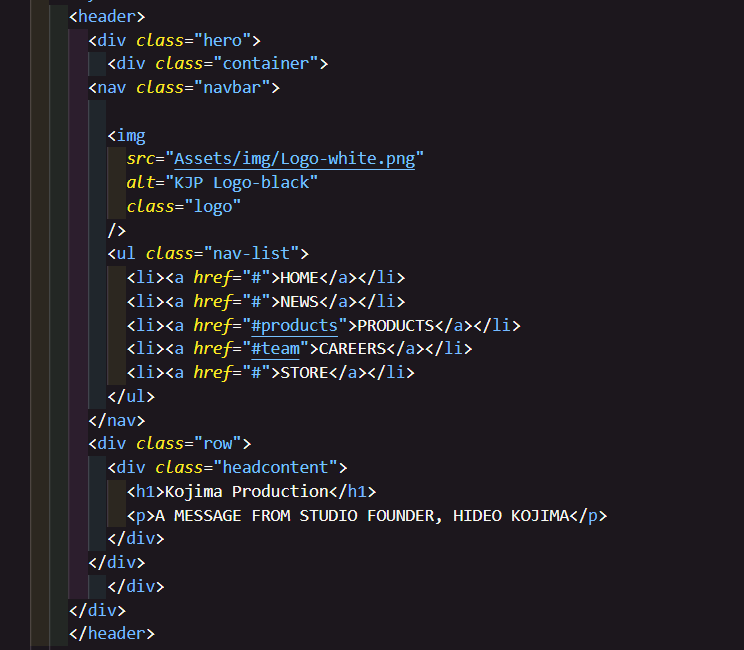 <header>
<div class="hero">
<div class="container">
<nav class="navbar">
<img
src="Assets/img/Logo-white.png"
alt="KJP Logo-black"
class="logo"
/>
<ul class="nav-list">
<li><a href="#">HOME</a></li>
<li><a href="#">NEWS</a></li>
<li><a href="#products">PRODUCTS</a></li>
<li><a href="#team">CAREERS</a></li>
<li><a href="#">STORE</a></li>
</ul>
</nav>
<div class="row">
<div class="headcontent">
<h1>Kojima Production</h1>
<p>A MESSAGE FROM STUDIO FOUNDER, HIDEO KOJIMA</p>
</div>
</div>
</div>
</div>
</header>